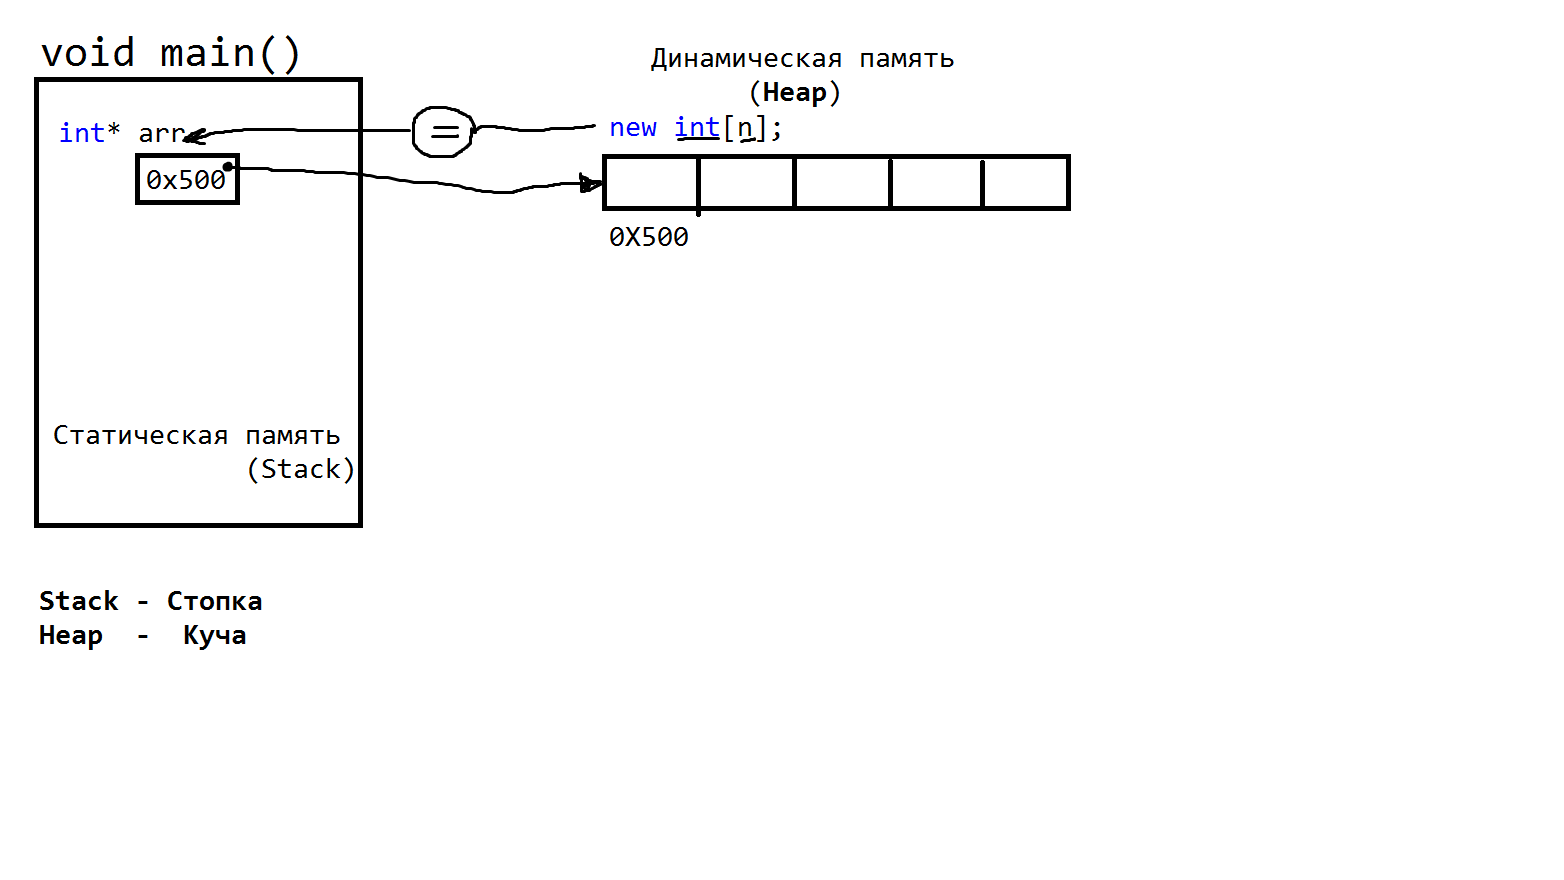 void main()
Динамическая память
(Heap)
int* arr
=
new int[n];
0x500
0X500
Статическая память
(Stack)
Stack - Стопка
Heap - Куча